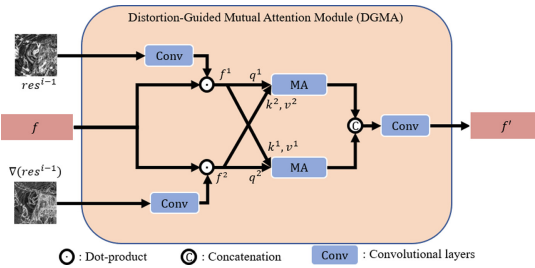 Distortion-Guided Mutual Attention Module (DGMA)
Conv
res^{i-1}
f^1
q^1
MA
k^2, v^2
f
C
Conv
f'
k^1, v^1
∇(res^{i-1})
f^2
q^2
MA
Conv
: Dot-product
C : Concatenation
Conv : Convolutional layers